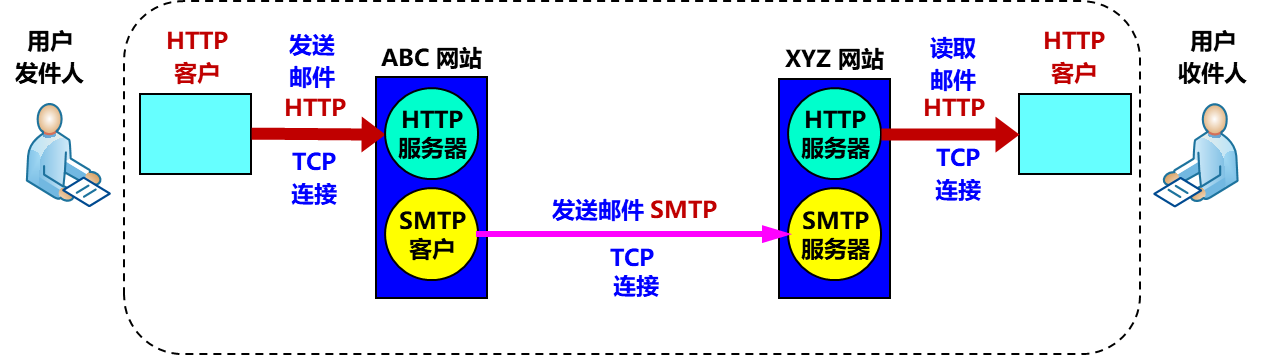 用户
发件人
HTTP
客户
发送
邮件
HTTP
TCP
连接
ABC 网站
HTTP
服务器
SMTP
客户
发送邮件 SMTP
TCP
连接
XYZ 网站
HTTP
服务器
SMTP
服务器
读取
邮件
HTTP
TCP
连接
HTTP
客户
用户
收件人